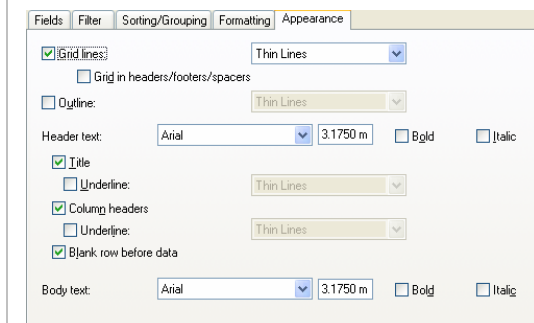 Fields Filter Sorting/Grouping Formatting Appearance
Grid lines: Thin Lines
Grid in headers/footers/spacers
Outline: Thin Lines
Header text: Arial 3.1750 m Bold Italic
Title
Underline: Thin Lines
Column headers
Underline: Thin Lines
Blank row before data
Body text: Arial 3.1750 m Bold Italic